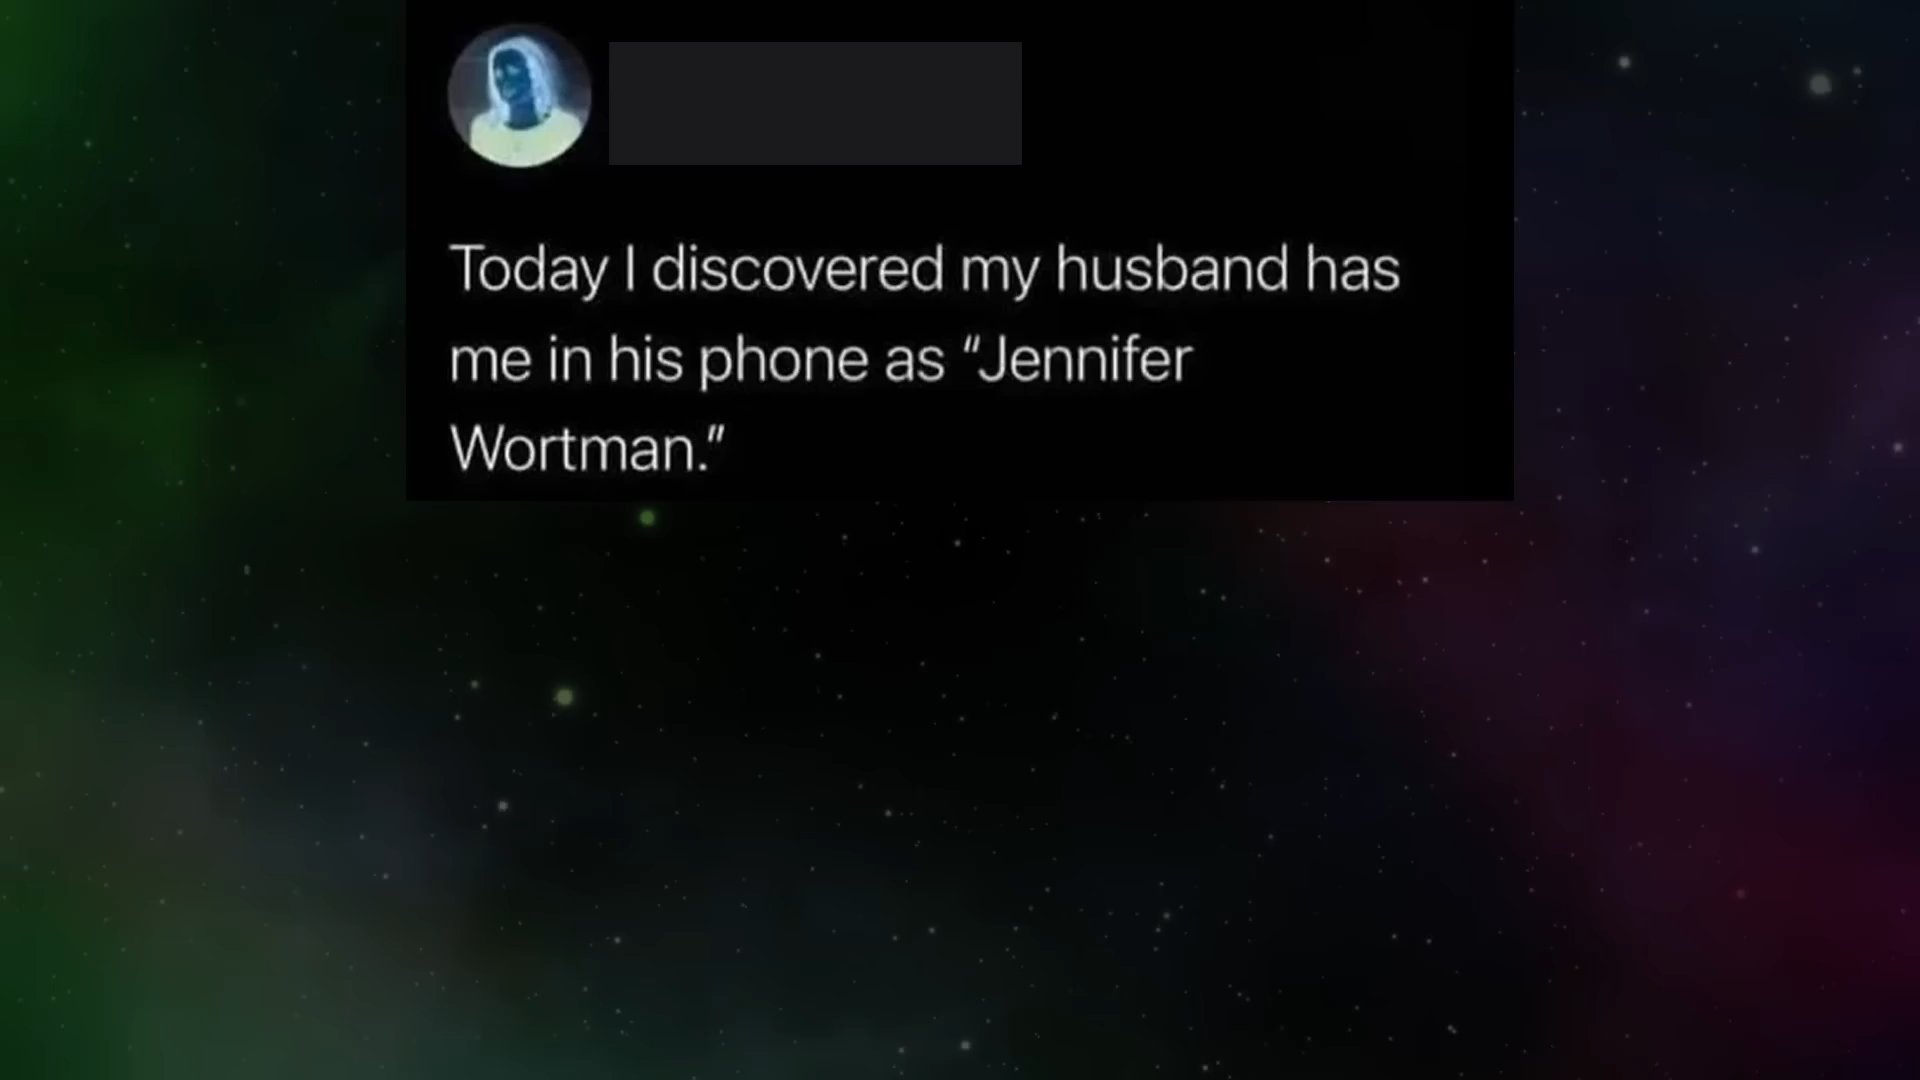 Today I discovered my husband has
me in his phone as “Jennifer
Wortman.”